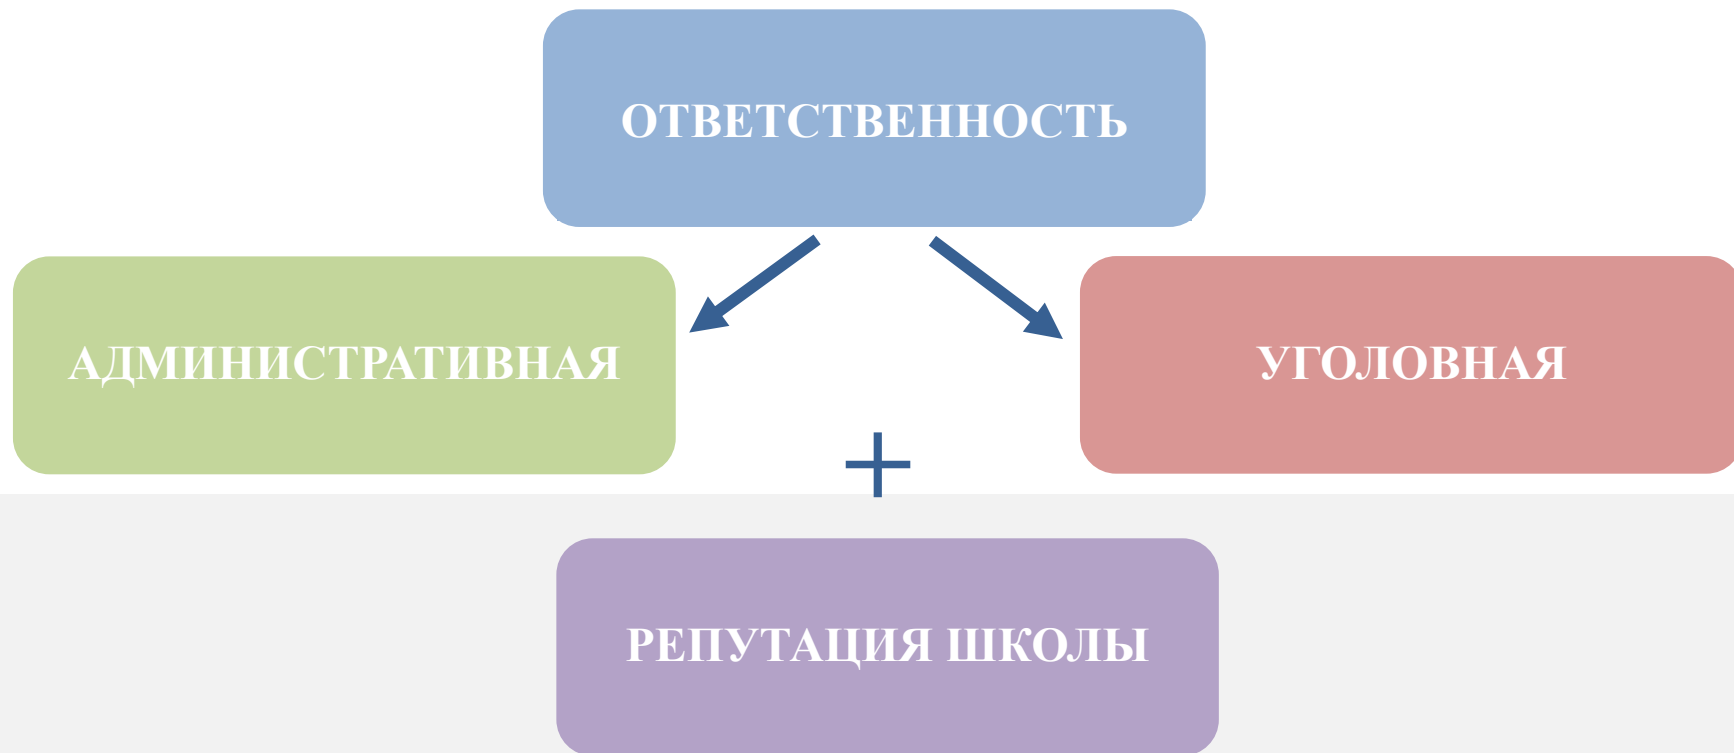 ОТВЕТСТВЕННОСТЬ
АДМИНИСТРАТИВНАЯ
УГОЛОВНАЯ
РЕПУТАЦИЯ ШКОЛЫ